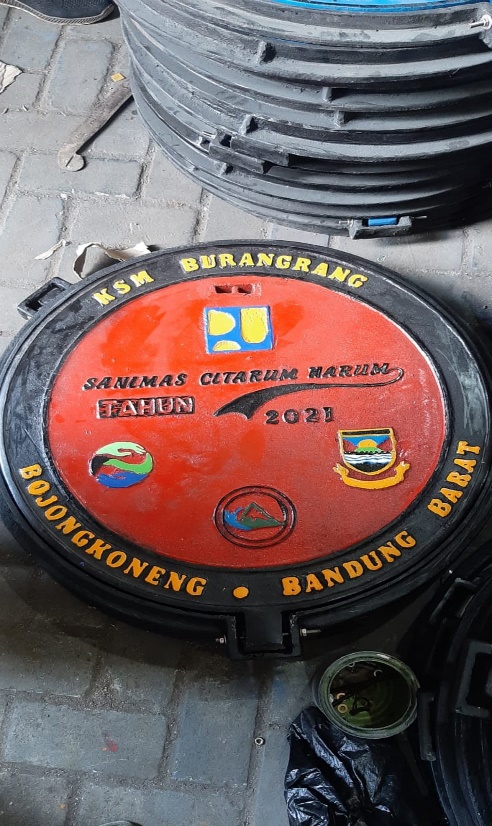 KSM BURANGRANG
SANIMAS CITARUM HARUM
TAHUN 2021
BOJONGKONENG • BANDUNG BARAT